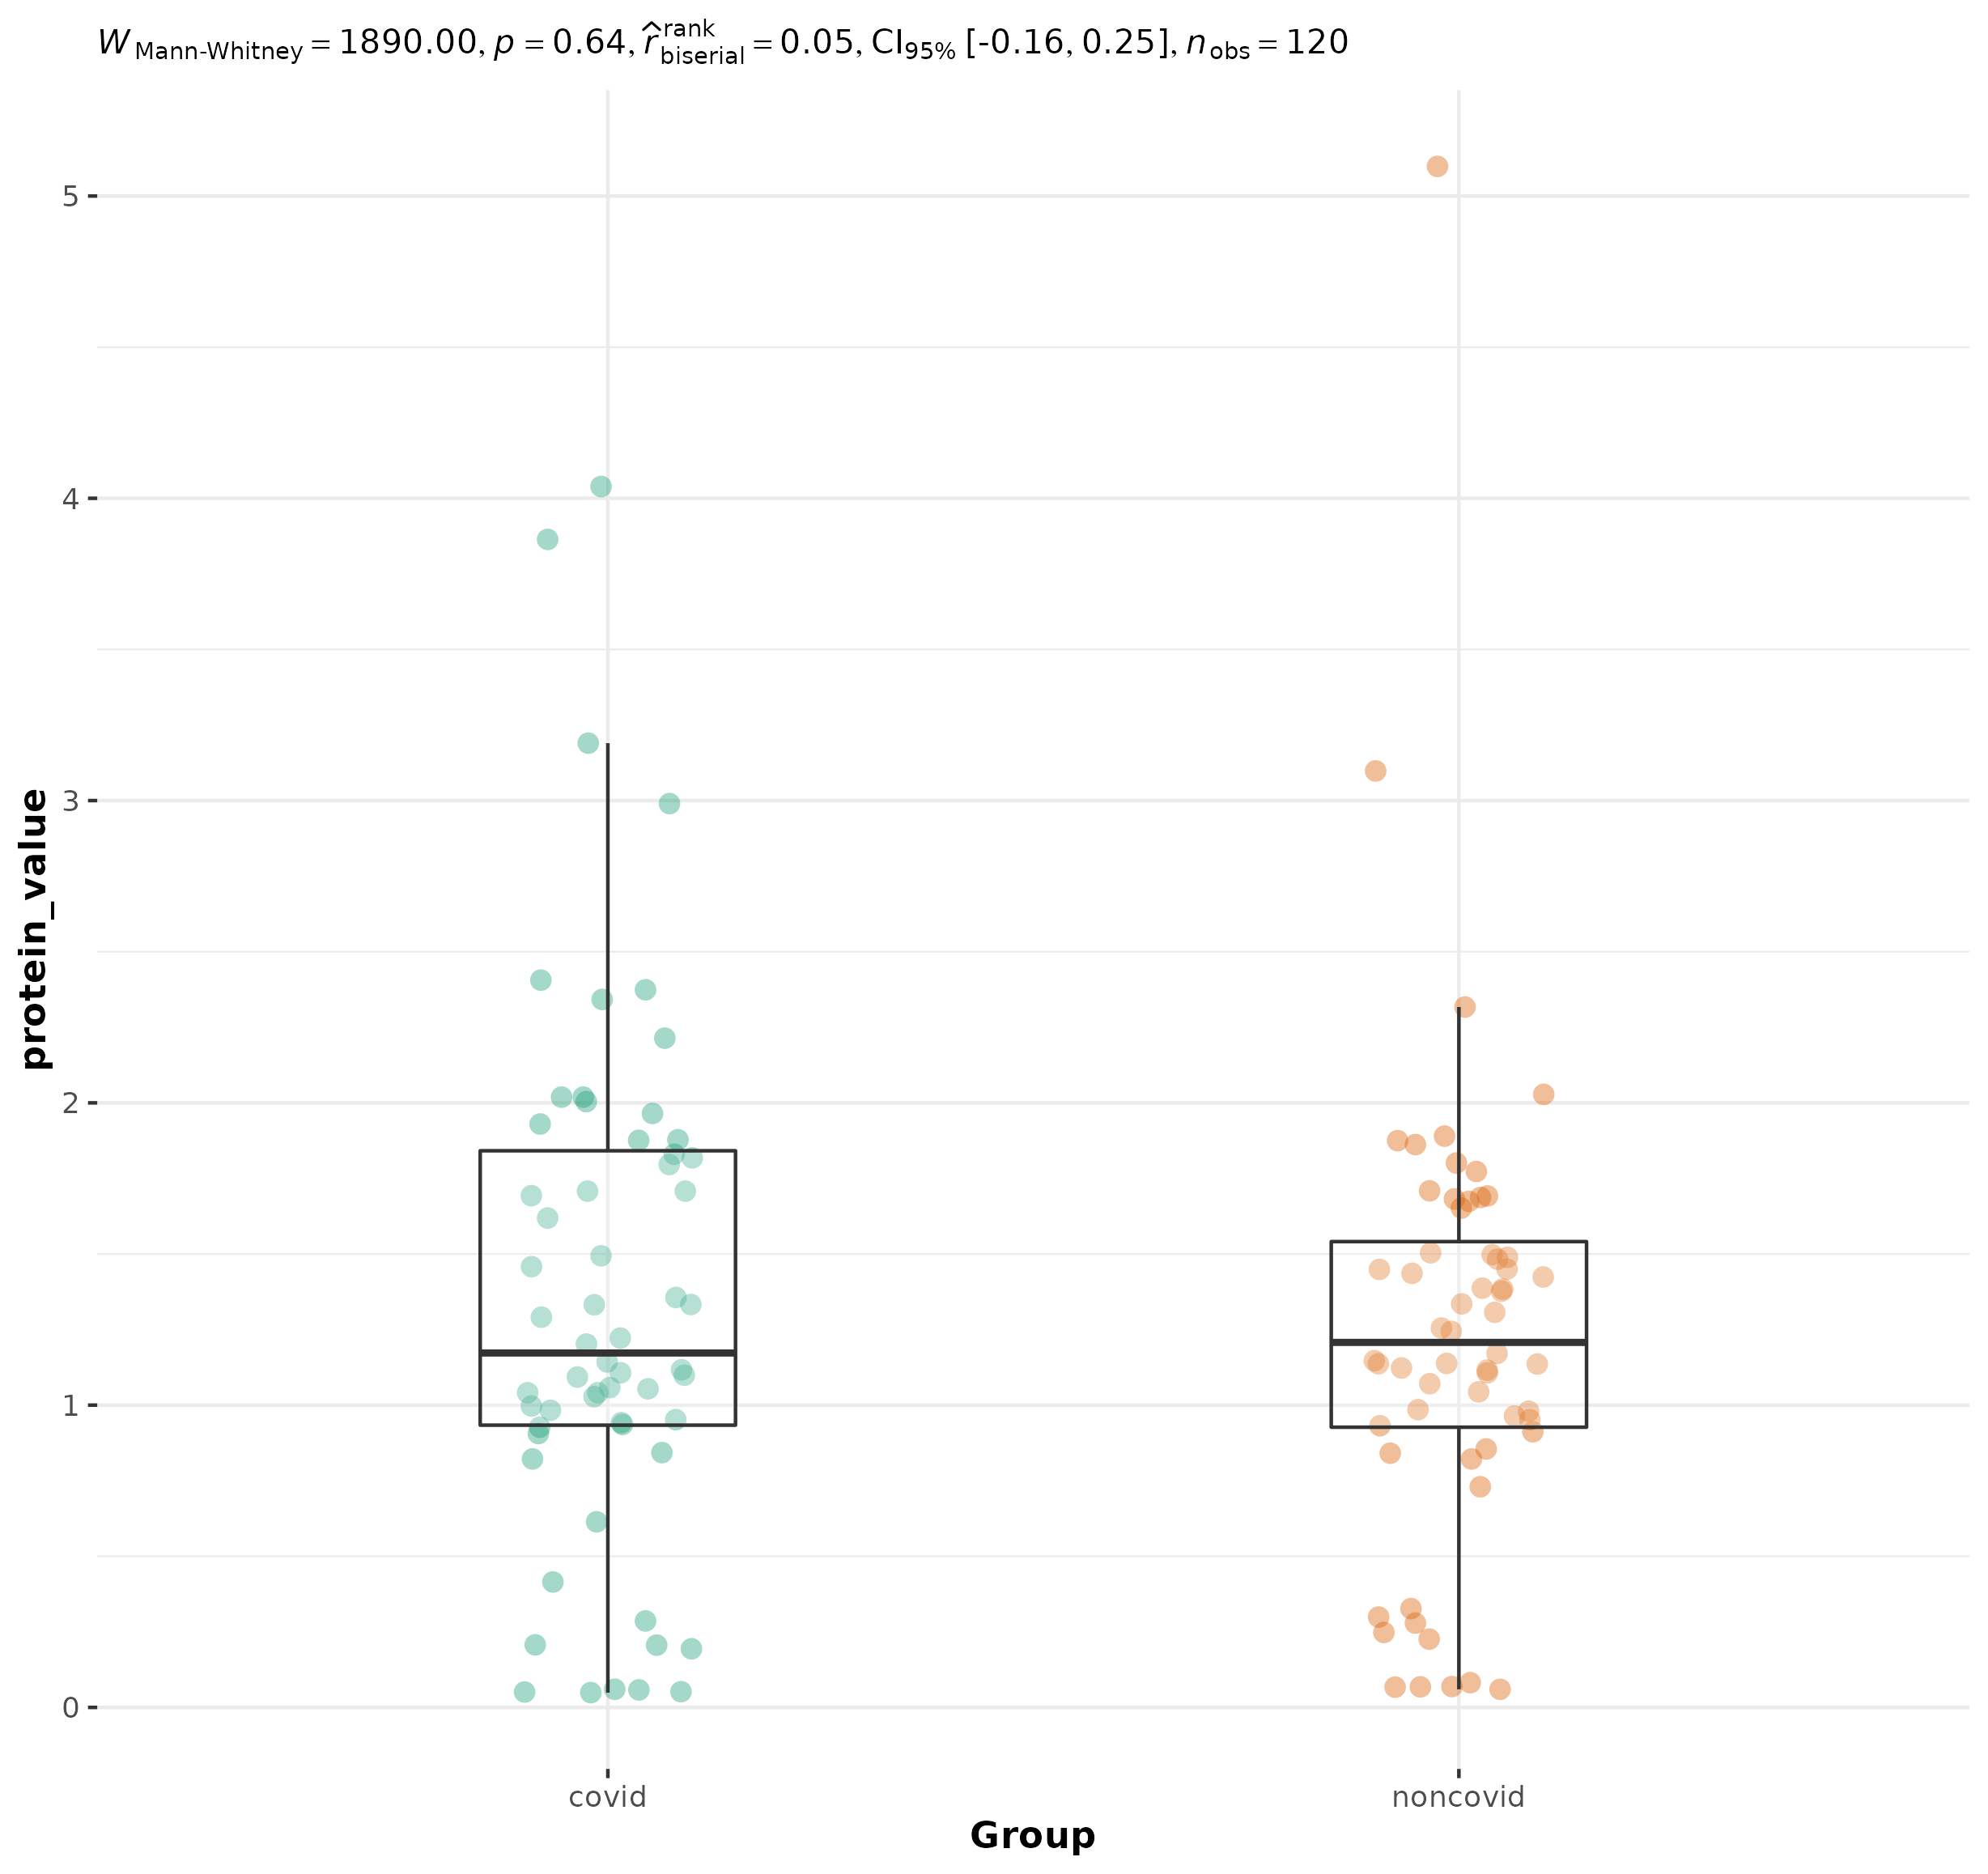 W Mann-Whitney = 1890.00, p = 0.64, r̂ rank biserial = 0.05, CI95% [-0.16, 0.25], nobs = 120
5
4
3
2
1
0
protein_value
covid noncovid
Group